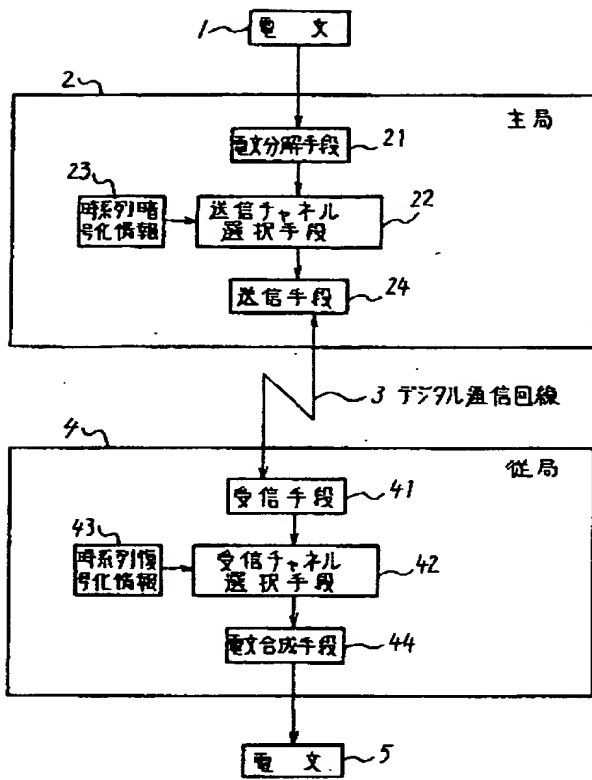 1
電文
2
主局
電文分解手段
21
23
時系列暗
号化情報
送信チャネル
選択手段
22
送信手段
24
3 デジタル通信回線
4
従局
受信手段
41
43
時系列復
号化情報
受信チャネル
選択手段
42
電文合成手段
44
電文
5